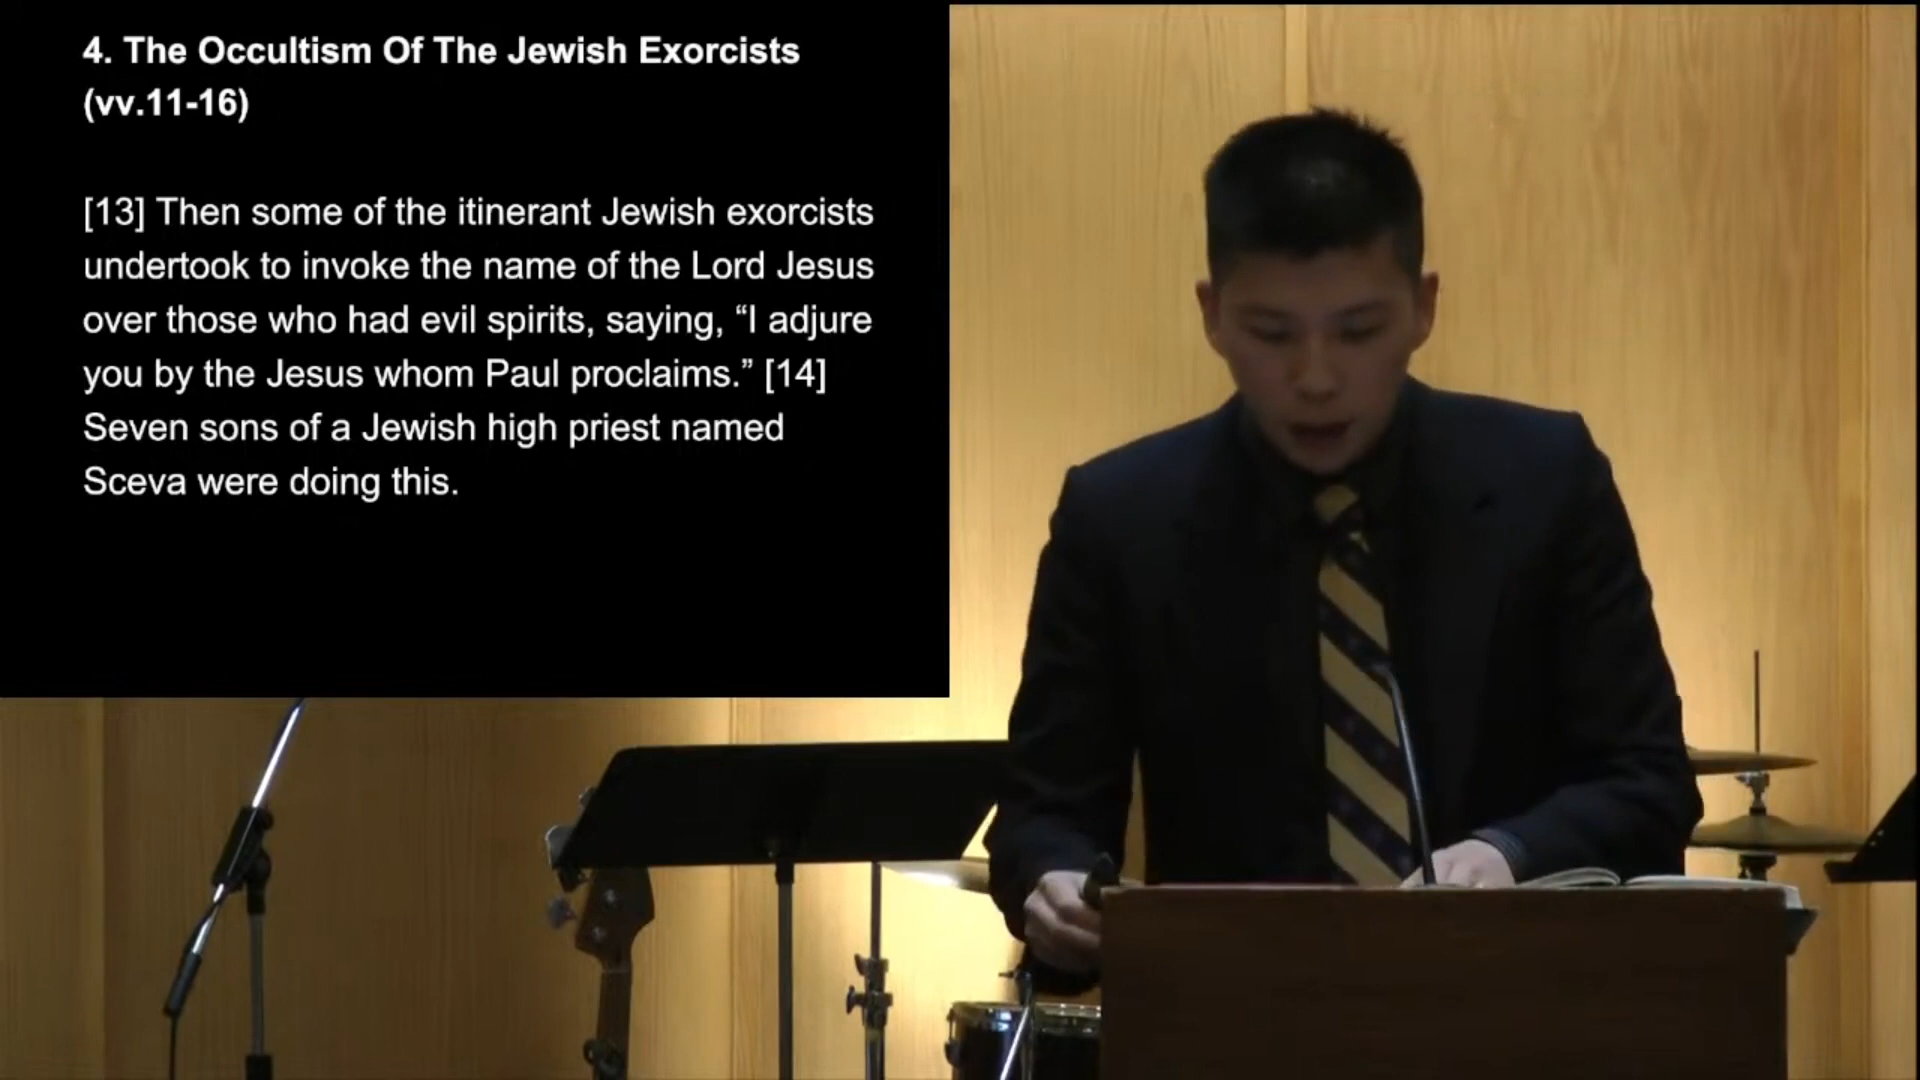 4. The Occultism Of The Jewish Exorcists
(vv.11-16)
[13] Then some of the itinerant Jewish exorcists
undertook to invoke the name of the Lord Jesus
over those who had evil spirits, saying, “I adjure
you by the Jesus whom Paul proclaims.” [14]
Seven sons of a Jewish high priest named
Sceva were doing this.